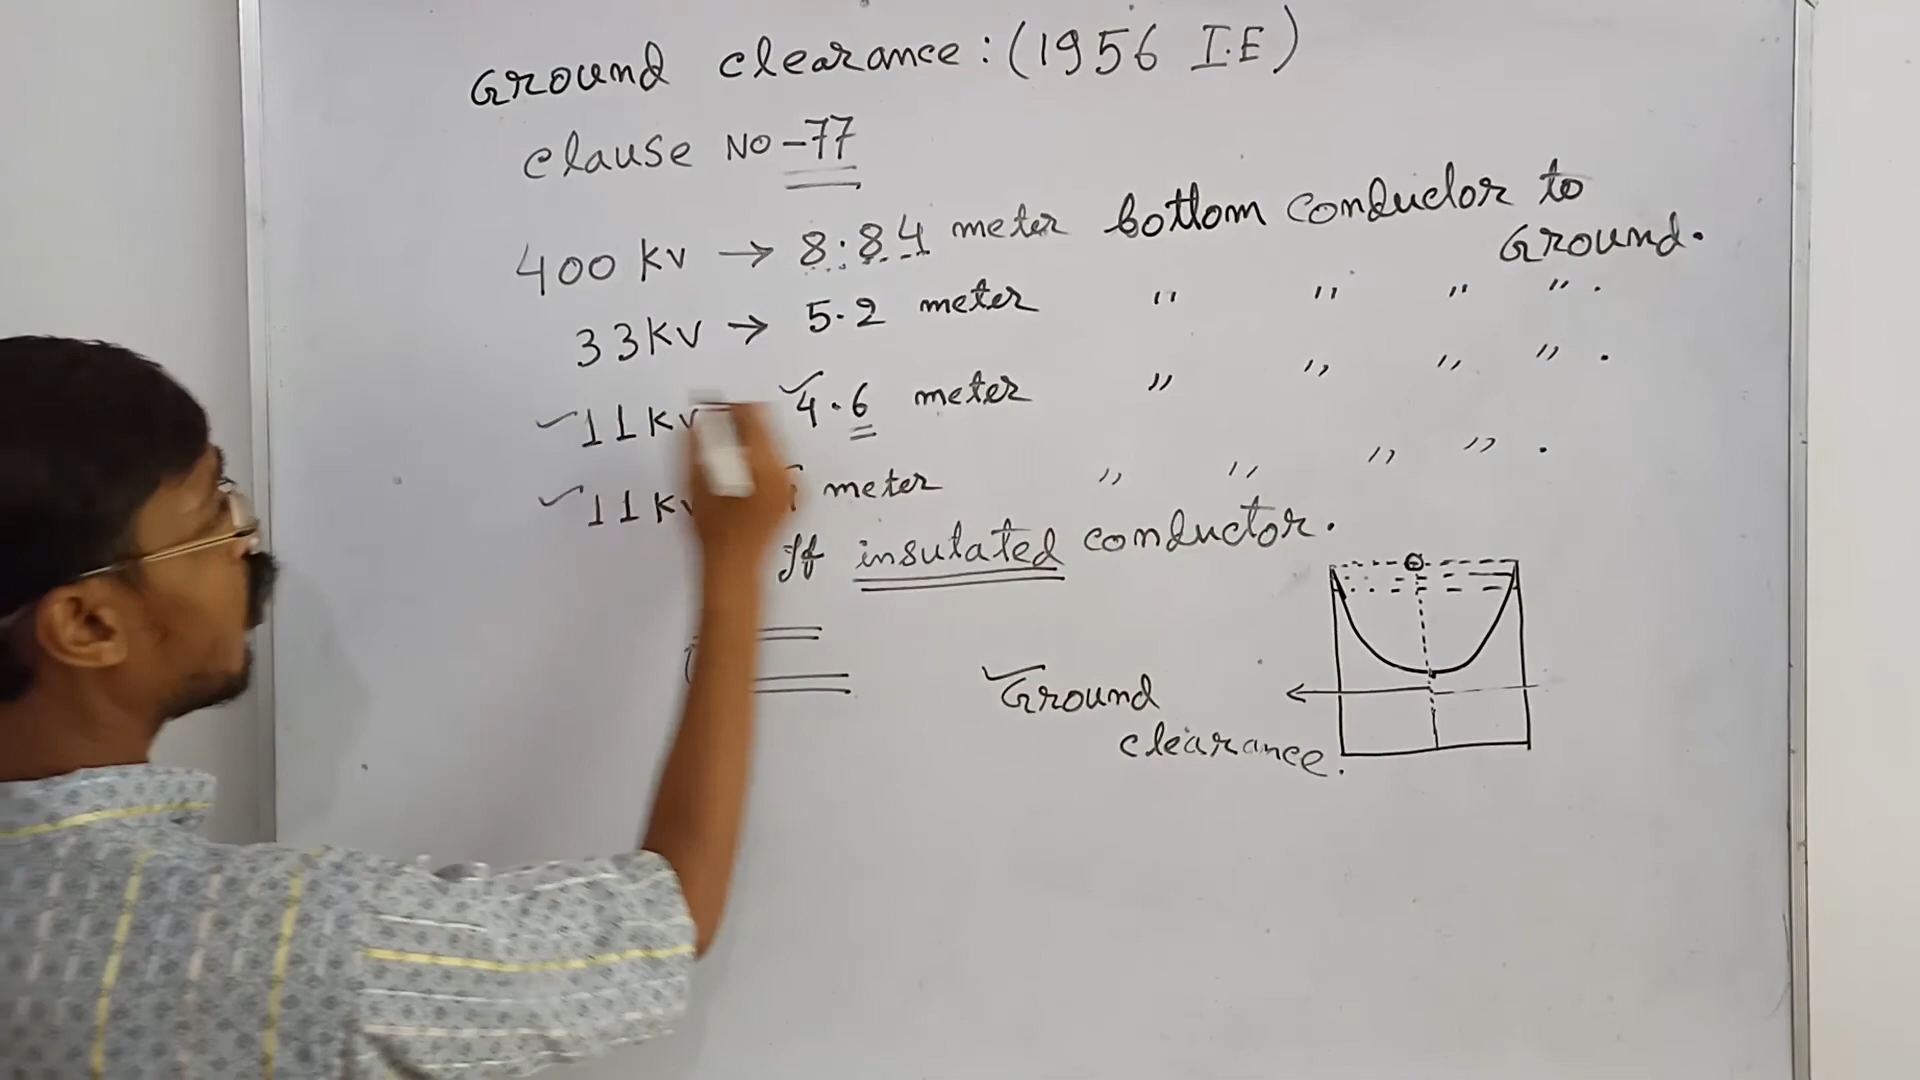 Ground clearance: (1956 I.E)
clause No-77
400 kv → 8.84 meter bottom conductor to
Ground.
33kv → 5.2 meter " " " " .
11kv 4.6 meter " " " " .
11kv meter " " " " .
If insulated conductor.
Ground
clearance.